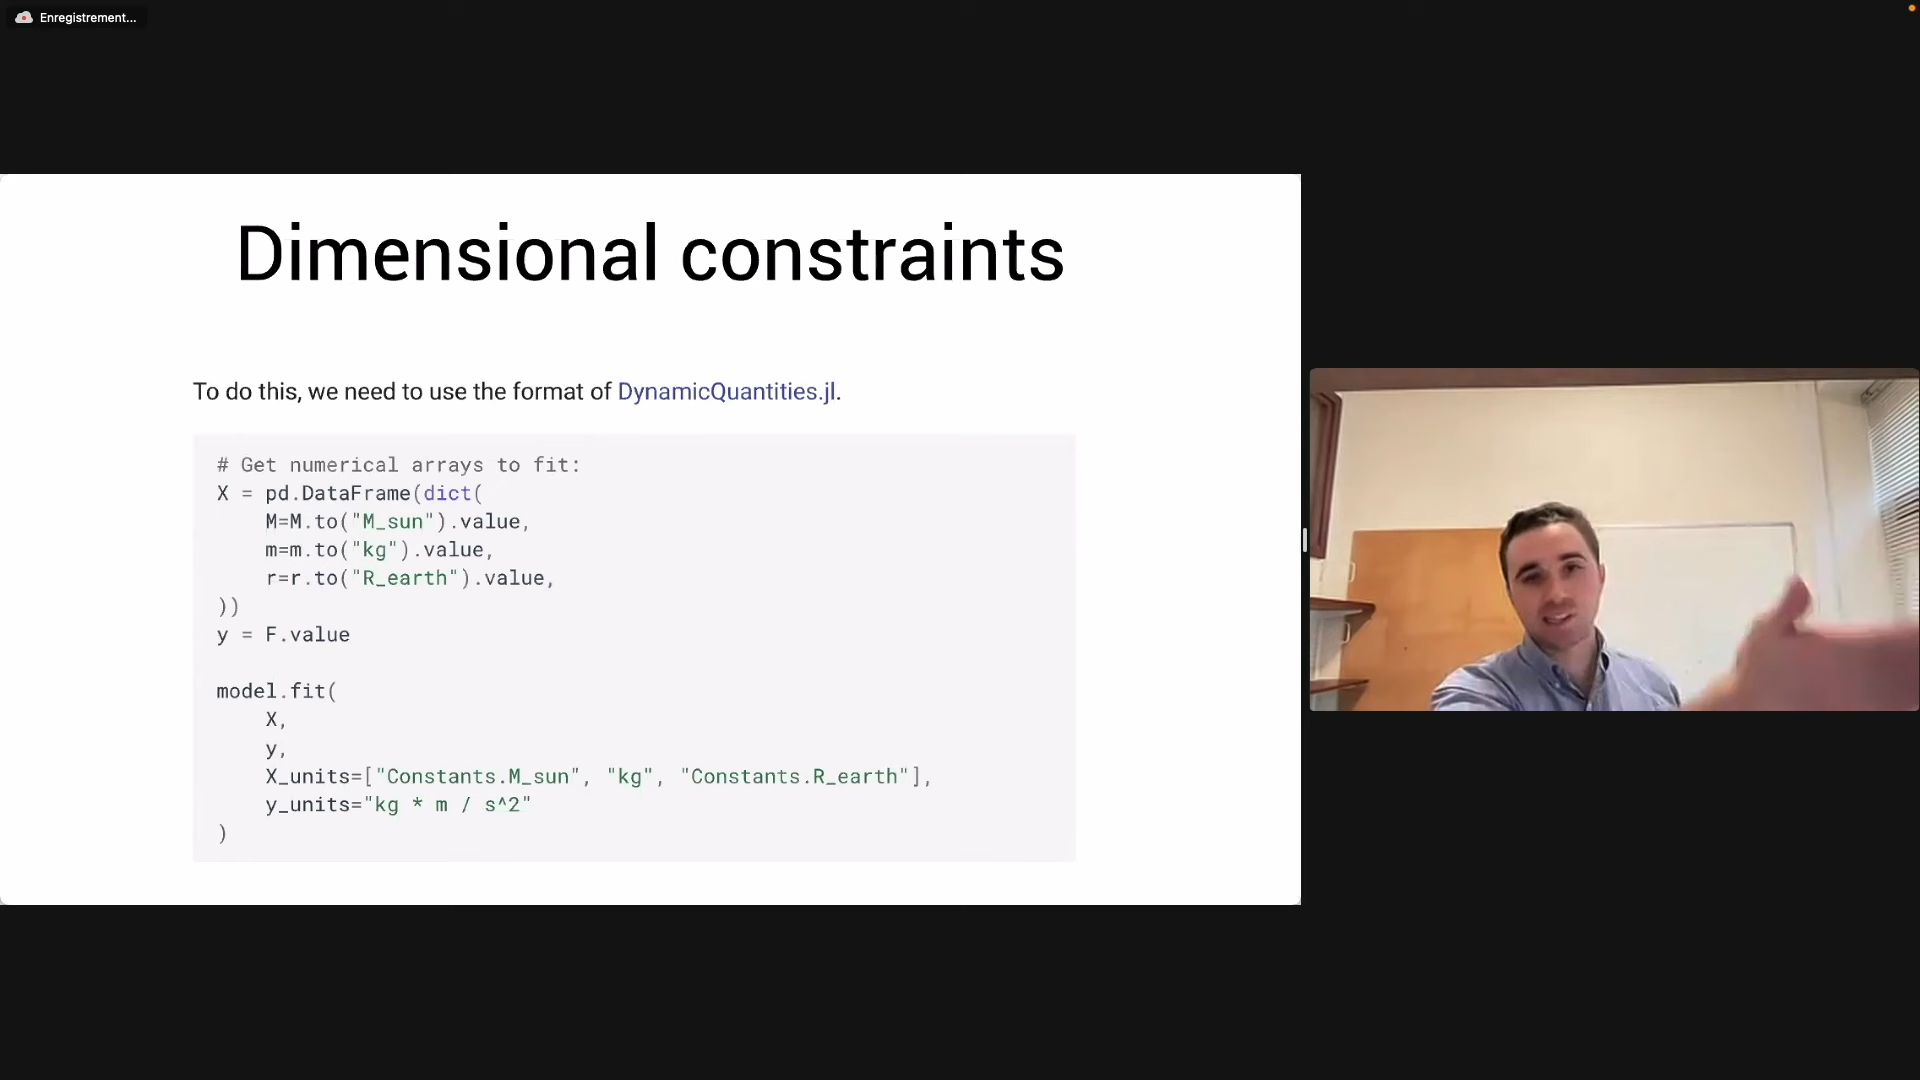 Enregistrement...
Dimensional constraints
To do this, we need to use the format of DynamicQuantities.jl.
# Get numerical arrays to fit:
X = pd.DataFrame(dict(
    M=M.to("M_sun").value,
    m=m.to("kg").value,
    r=r.to("R_earth").value,
))
y = F.value
model.fit(
    X,
    y,
    X_units=["Constants.M_sun", "kg", "Constants.R_earth"],
    y_units="kg * m / s^2"
)